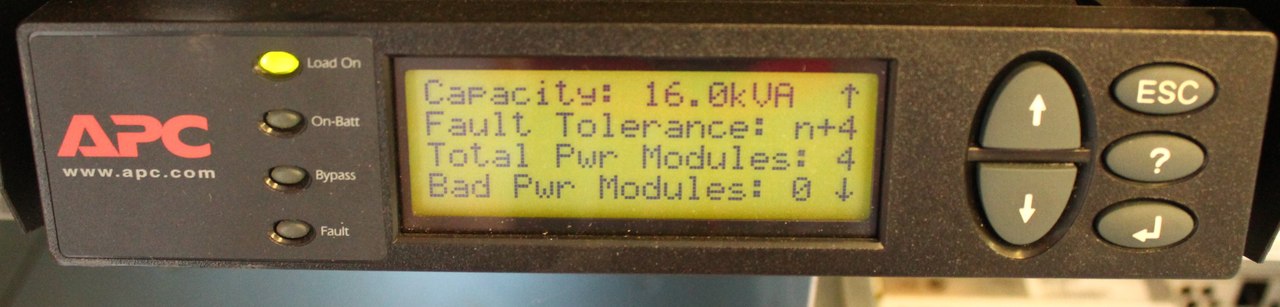 APC
www.apc.com
Load On
On-Batt
Bypass
Fault
Capacity: 16.0kVA ↑
Fault Tolerance: n+4
Total Pwr Modules: 4
Bad Pwr Modules: 0 ↓
ESC
?